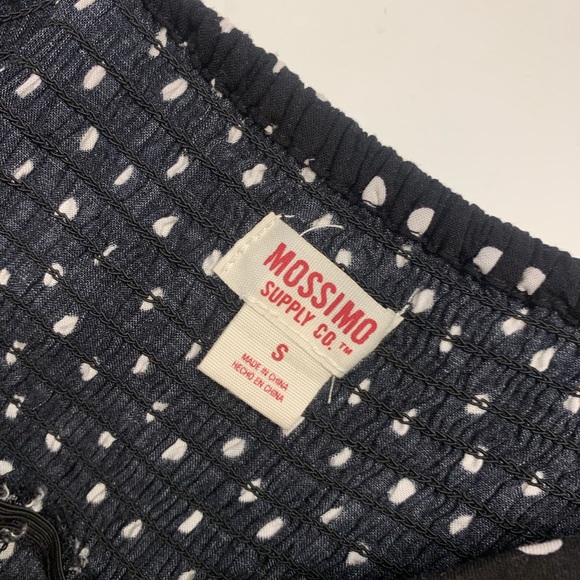 MOSSIMO
SUPPLY CO.™
S
MADE IN CHINA
HECHO EN CHINA